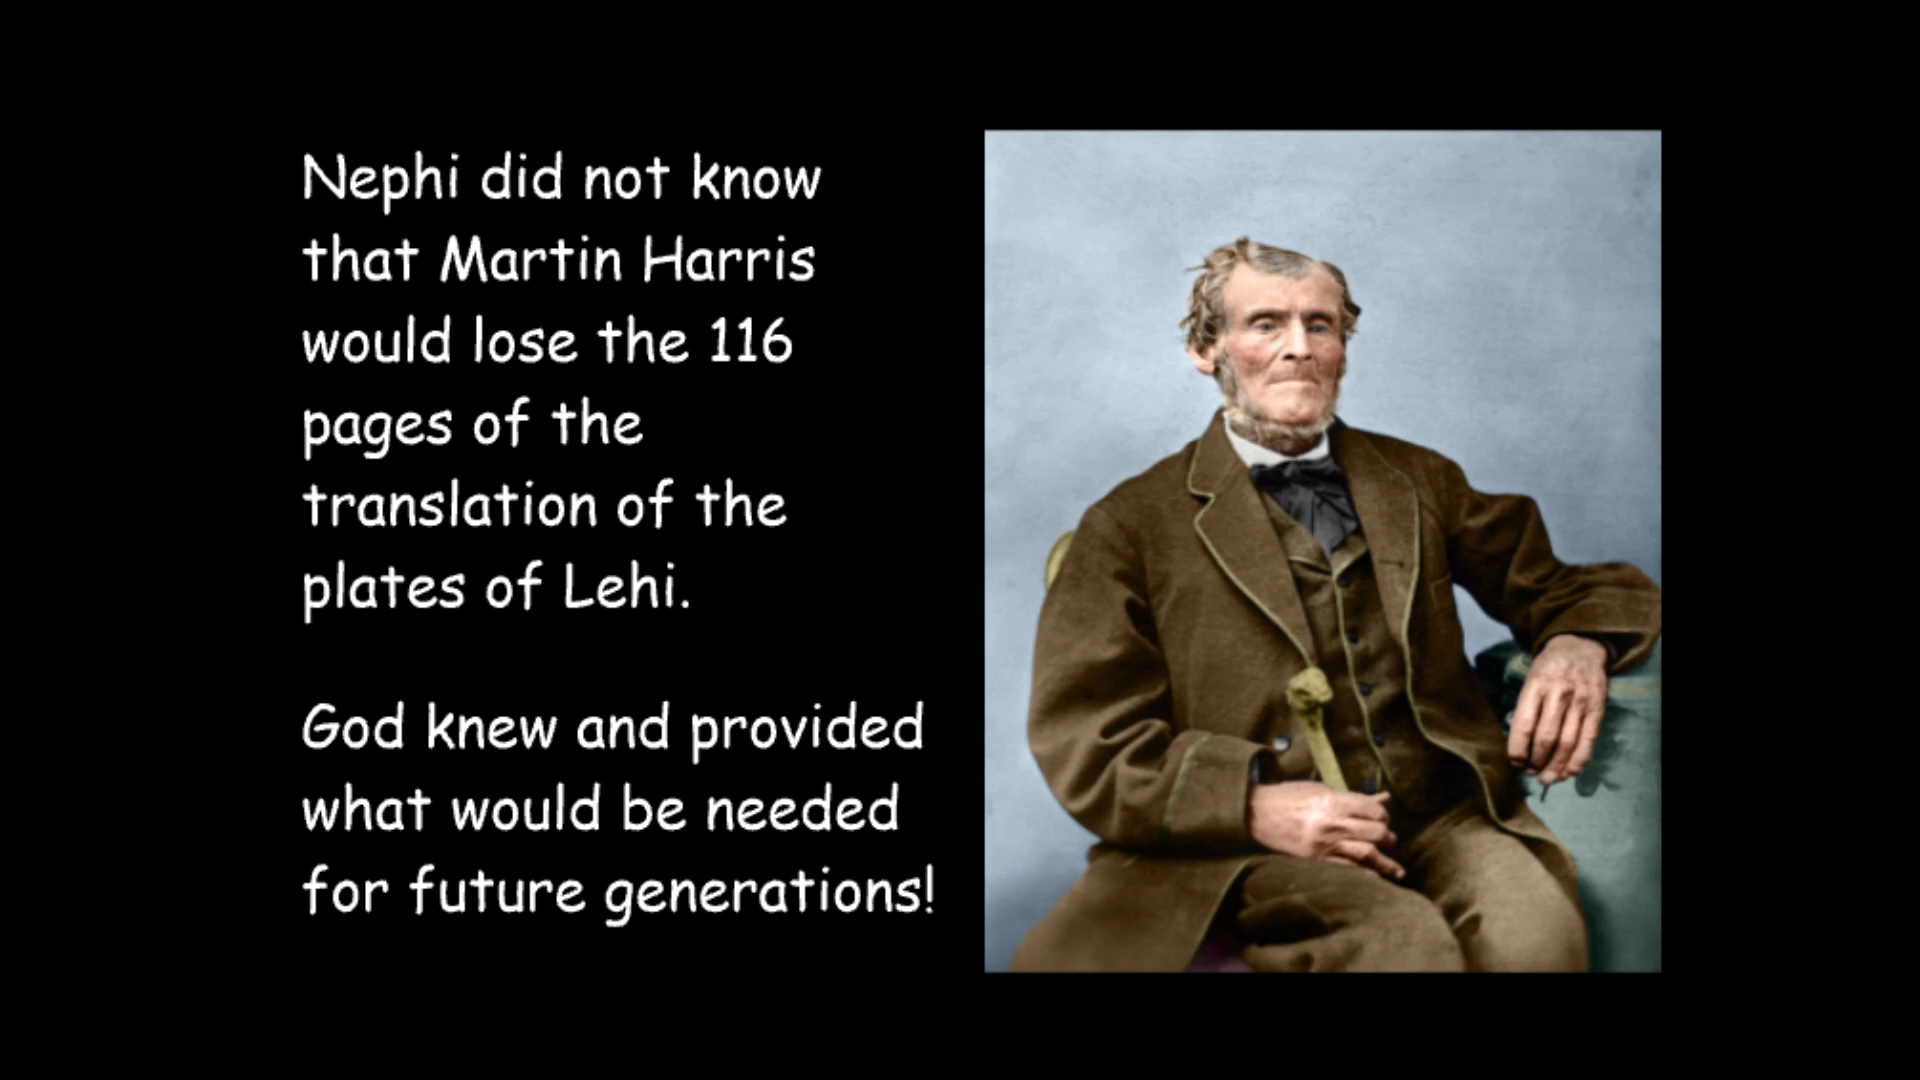 Nephi did not know
that Martin Harris
would lose the 116
pages of the
translation of the
plates of Lehi.
God knew and provided
what would be needed
for future generations!